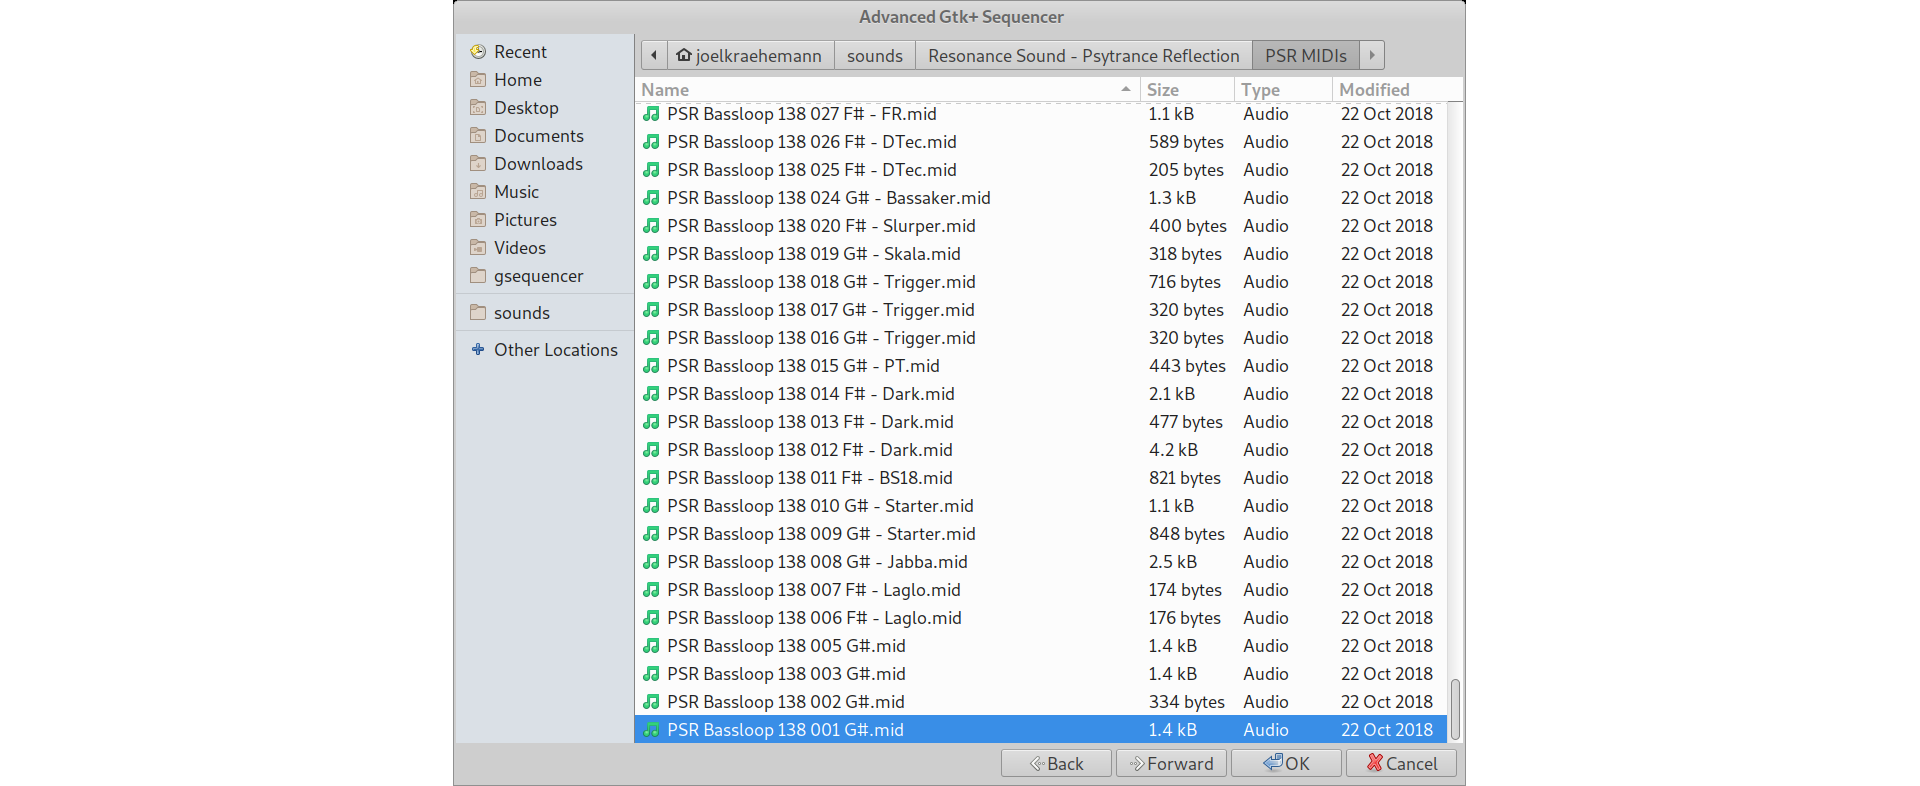 Advanced Gtk+ Sequencer
Recent
Home
Desktop
Documents
Downloads
Music
Pictures
Videos
gsequencer
sounds
Other Locations
joelkraehemann sounds Resonance Sound - Psytrance Reflection PSR MIDIs
Name Size Type Modified
PSR Bassloop 138 027 F# - FR.mid 1.1 kB Audio 22 Oct 2018
PSR Bassloop 138 026 F# - DTec.mid 589 bytes Audio 22 Oct 2018
PSR Bassloop 138 025 F# - DTec.mid 205 bytes Audio 22 Oct 2018
PSR Bassloop 138 024 G# - Bassaker.mid 1.3 kB Audio 22 Oct 2018
PSR Bassloop 138 020 F# - Slurper.mid 400 bytes Audio 22 Oct 2018
PSR Bassloop 138 019 G# - Skala.mid 318 bytes Audio 22 Oct 2018
PSR Bassloop 138 018 G# - Trigger.mid 716 bytes Audio 22 Oct 2018
PSR Bassloop 138 017 G# - Trigger.mid 320 bytes Audio 22 Oct 2018
PSR Bassloop 138 016 G# - Trigger.mid 320 bytes Audio 22 Oct 2018
PSR Bassloop 138 015 G# - PT.mid 443 bytes Audio 22 Oct 2018
PSR Bassloop 138 014 F# - Dark.mid 2.1 kB Audio 22 Oct 2018
PSR Bassloop 138 013 F# - Dark.mid 477 bytes Audio 22 Oct 2018
PSR Bassloop 138 012 F# - Dark.mid 4.2 kB Audio 22 Oct 2018
PSR Bassloop 138 011 F# - BS18.mid 821 bytes Audio 22 Oct 2018
PSR Bassloop 138 010 G# - Starter.mid 1.1 kB Audio 22 Oct 2018
PSR Bassloop 138 009 G# - Starter.mid 848 bytes Audio 22 Oct 2018
PSR Bassloop 138 008 G# - Jabba.mid 2.5 kB Audio 22 Oct 2018
PSR Bassloop 138 007 F# - Laglo.mid 174 bytes Audio 22 Oct 2018
PSR Bassloop 138 006 F# - Laglo.mid 176 bytes Audio 22 Oct 2018
PSR Bassloop 138 005 G#.mid 1.4 kB Audio 22 Oct 2018
PSR Bassloop 138 003 G#.mid 1.4 kB Audio 22 Oct 2018
PSR Bassloop 138 002 G#.mid 334 bytes Audio 22 Oct 2018
PSR Bassloop 138 001 G#.mid 1.4 kB Audio 22 Oct 2018
Back Forward OK Cancel